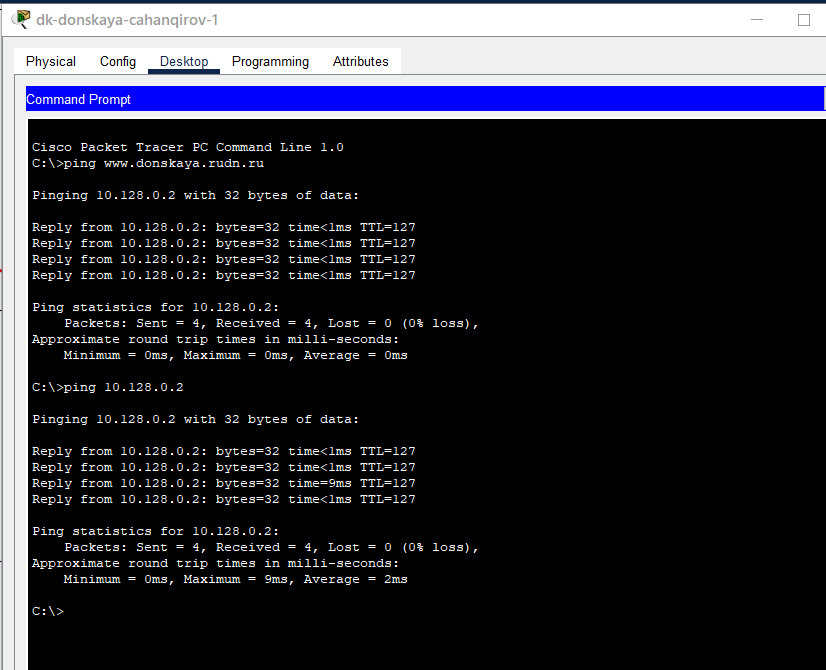 dk-donskaya-cahanqirov-1
Physical Config Desktop Programming Attributes
Command Prompt
Cisco Packet Tracer PC Command Line 1.0
C:\>ping www.donskaya.rudn.ru
Pinging 10.128.0.2 with 32 bytes of data:
Reply from 10.128.0.2: bytes=32 time<1ms TTL=127
Reply from 10.128.0.2: bytes=32 time<1ms TTL=127
Reply from 10.128.0.2: bytes=32 time<1ms TTL=127
Reply from 10.128.0.2: bytes=32 time<1ms TTL=127
Ping statistics for 10.128.0.2:
Packets: Sent = 4, Received = 4, Lost = 0 (0% loss),
Approximate round trip times in milli-seconds:
Minimum = 0ms, Maximum = 0ms, Average = 0ms
C:\>ping 10.128.0.2
Pinging 10.128.0.2 with 32 bytes of data:
Reply from 10.128.0.2: bytes=32 time<1ms TTL=127
Reply from 10.128.0.2: bytes=32 time<1ms TTL=127
Reply from 10.128.0.2: bytes=32 time=9ms TTL=127
Reply from 10.128.0.2: bytes=32 time<1ms TTL=127
Ping statistics for 10.128.0.2:
Packets: Sent = 4, Received = 4, Lost = 0 (0% loss),
Approximate round trip times in milli-seconds:
Minimum = 0ms, Maximum = 9ms, Average = 2ms
C:\>